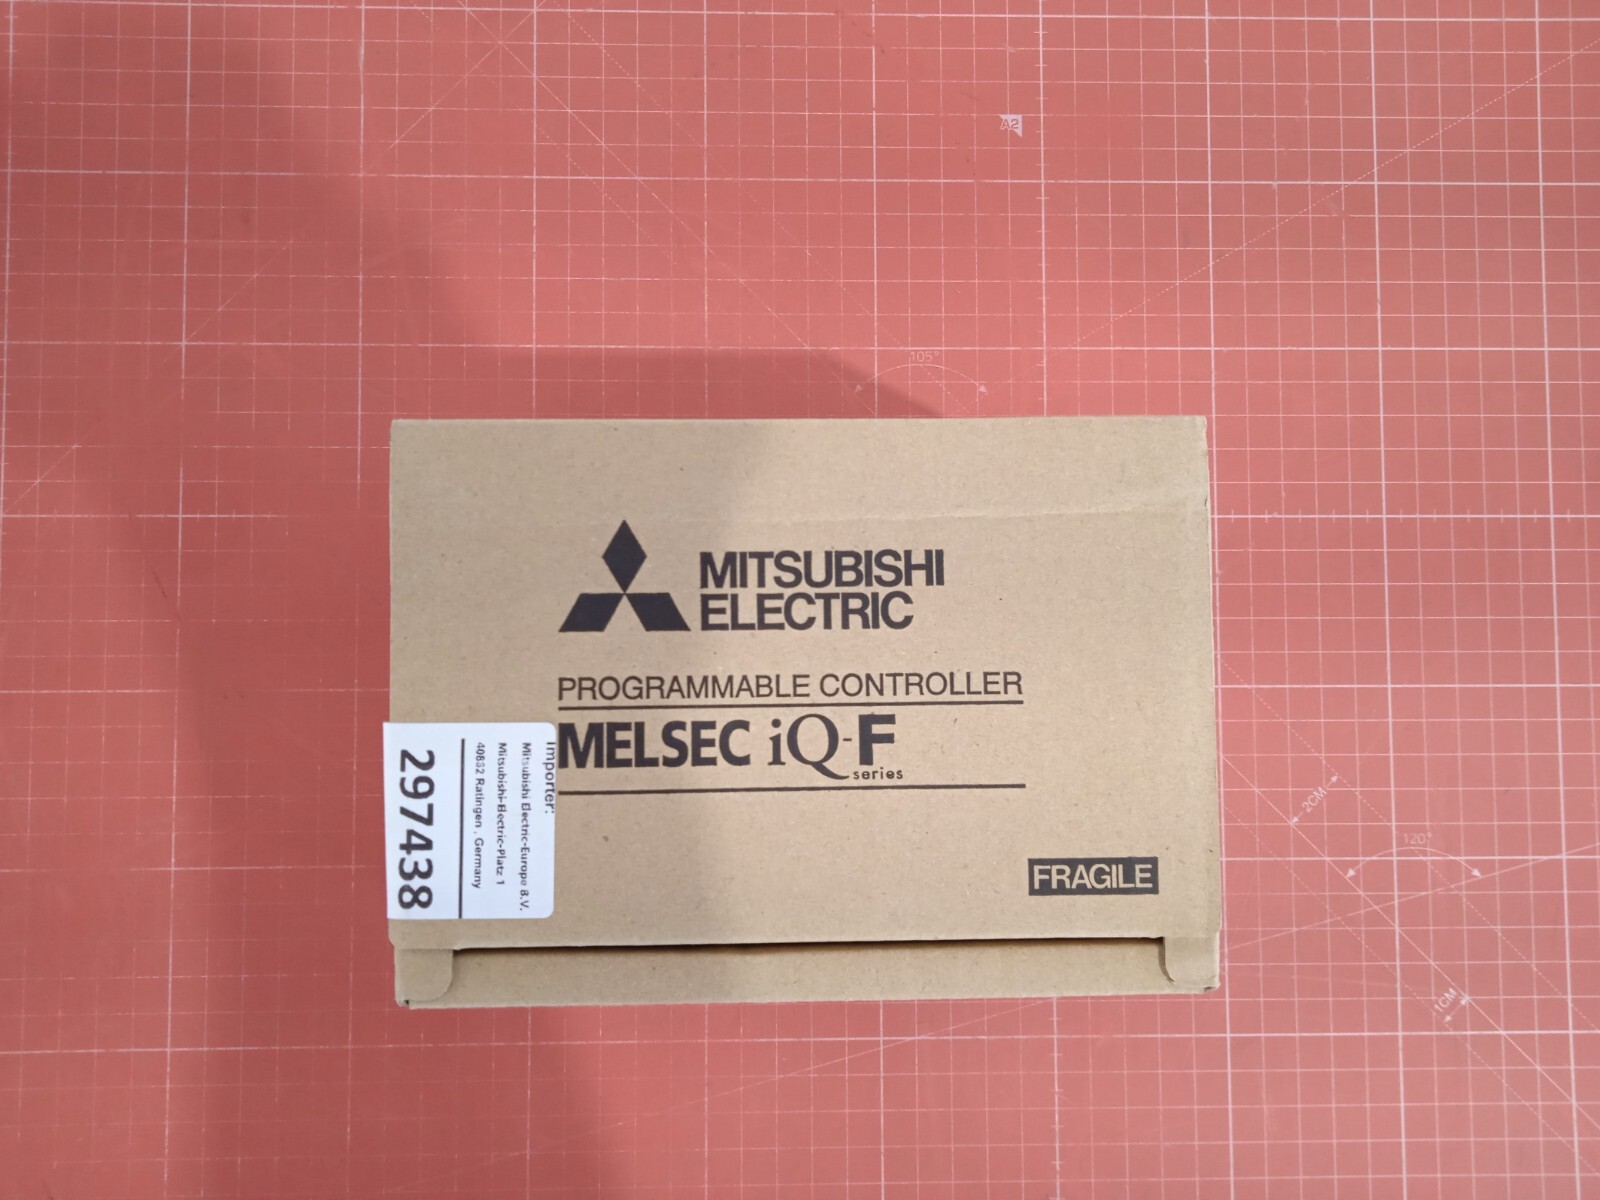 A2
105°
MITSUBISHI
ELECTRIC
PROGRAMMABLE CONTROLLER
MELSEC iQ-F
series
Importer:
Mitsubishi Electric-Europe B.V.
Mitsubishi-Electric-Platz 1
40832 Ratingen , Germany
297438
FRAGILE
2CM
120°
1CM